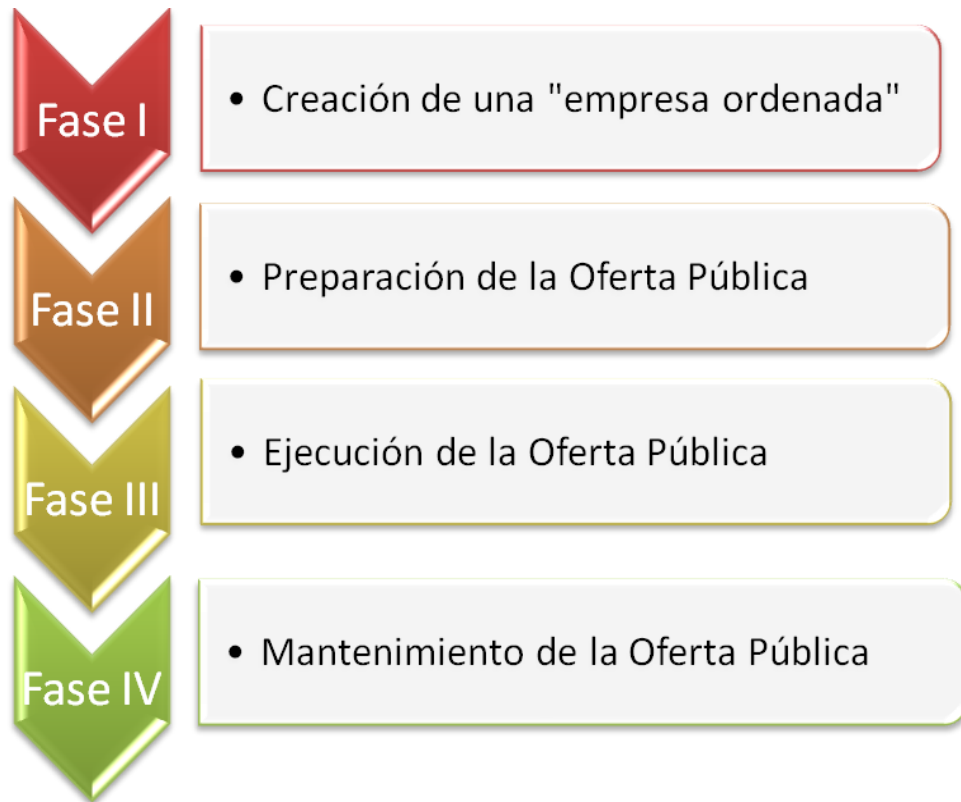 Fase I
• Creación de una "empresa ordenada"
Fase II
• Preparación de la Oferta Pública
Fase III
• Ejecución de la Oferta Pública
Fase IV
• Mantenimiento de la Oferta Pública